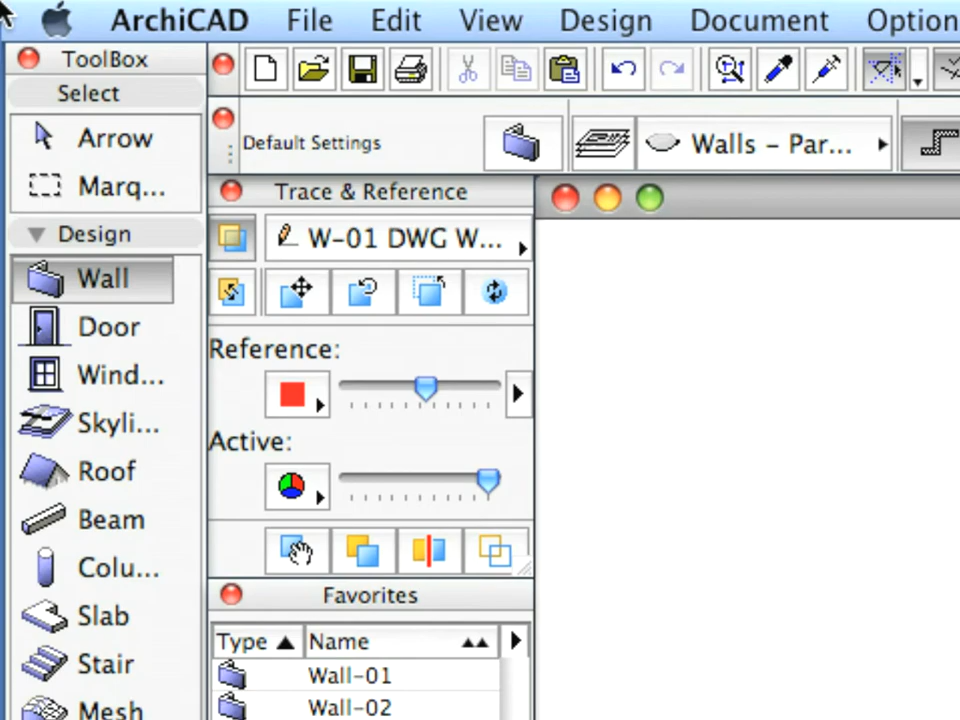 ArchiCAD File Edit View Design Document Option
ToolBox
Select
Arrow
Marq...
Design
Wall
Door
Wind...
Skyli...
Roof
Beam
Colu...
Slab
Stair
Mesh
Default Settings
Walls - Par...
Trace & Reference
W-01 DWG W...
Reference:
Active:
Favorites
Type Name
Wall-01
Wall-02